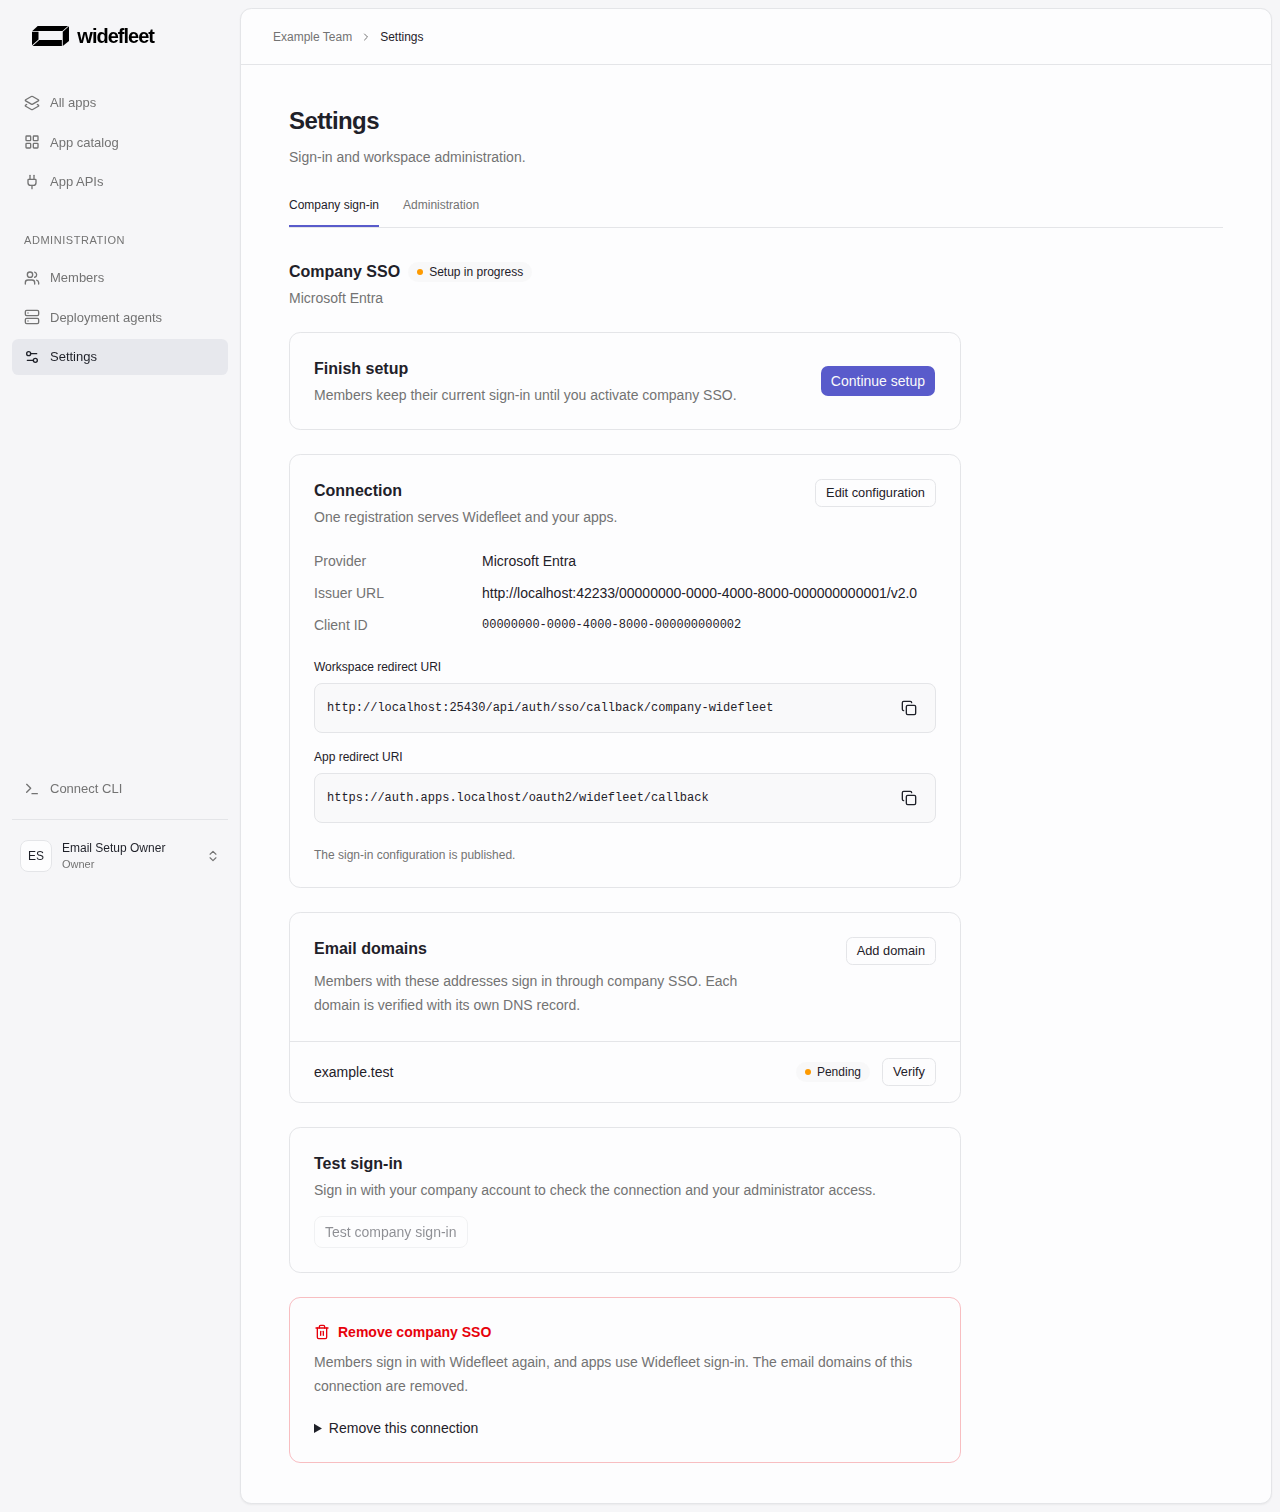 widefleet
Example Team
Settings
All apps
App catalog
App APIs
ADMINISTRATION
Members
Deployment agents
Settings
Connect CLI
ES
Email Setup Owner
Owner
Settings
Sign-in and workspace administration.
Company sign-in
Administration
Company SSO
Setup in progress
Microsoft Entra
Finish setup
Members keep their current sign-in until you activate company SSO.
Continue setup
Connection
One registration serves Widefleet and your apps.
Edit configuration
Provider
Microsoft Entra
Issuer URL
http://localhost:42233/00000000-0000-4000-8000-000000000001/v2.0
Client ID
00000000-0000-4000-8000-000000000002
Workspace redirect URI
http://localhost:25430/api/auth/sso/callback/company-widefleet
App redirect URI
https://auth.apps.localhost/oauth2/widefleet/callback
The sign-in configuration is published.
Email domains
Add domain
Members with these addresses sign in through company SSO. Each
domain is verified with its own DNS record.
example.test
Pending
Verify
Test sign-in
Sign in with your company account to check the connection and your administrator access.
Test company sign-in
Remove company SSO
Members sign in with Widefleet again, and apps use Widefleet sign-in. The email domains of this
connection are removed.
Remove this connection